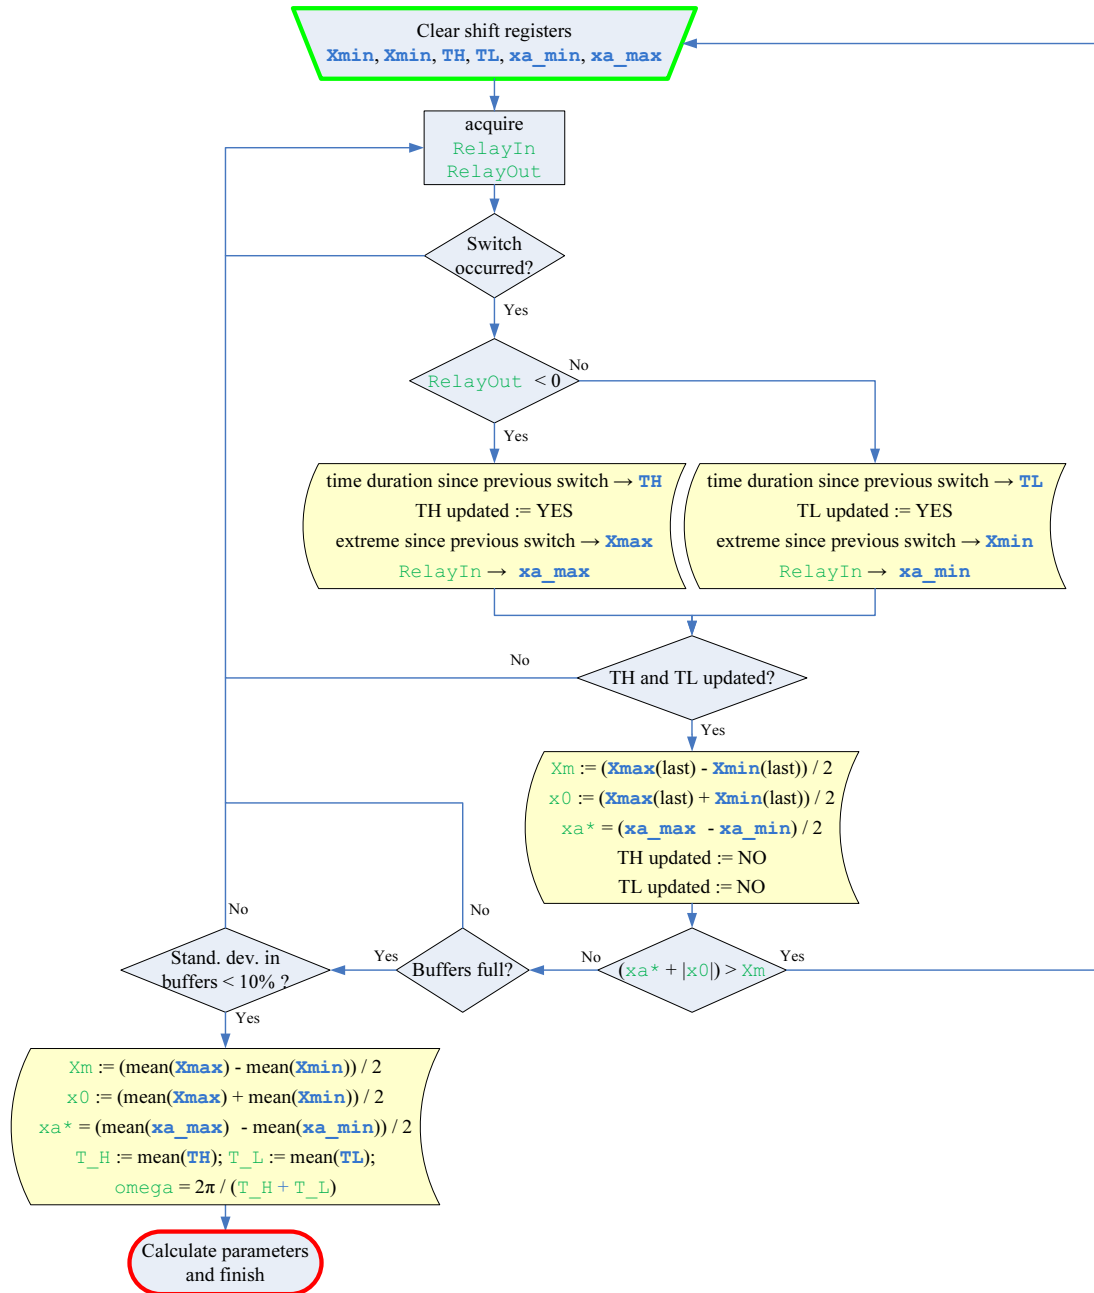 Clear shift registers
Xmin, Xmin, TH, TL, xa_min, xa_max
acquire
RelayIn
RelayOut
Switch
occurred?
Yes
RelayOut < 0
No
Yes
time duration since previous switch → TH
TH updated := YES
extreme since previous switch → Xmax
RelayIn → xa_max
time duration since previous switch → TL
TL updated := YES
extreme since previous switch → Xmin
RelayIn → xa_min
TH and TL updated?
No
Yes
Xm := (Xmax(last) - Xmin(last)) / 2
x0 := (Xmax(last) + Xmin(last)) / 2
xa* = (xa_max - xa_min) / 2
TH updated := NO
TL updated := NO
(xa* + |x0|) > Xm
Yes
No
Buffers full?
No
Yes
Stand. dev. in
buffers < 10% ?
No
Yes
Xm := (mean(Xmax) - mean(Xmin)) / 2
x0 := (mean(Xmax) + mean(Xmin)) / 2
xa* = (mean(xa_max) - mean(xa_min)) / 2
T_H := mean(TH); T_L := mean(TL);
omega = 2π / (T_H + T_L)
Calculate parameters
and finish